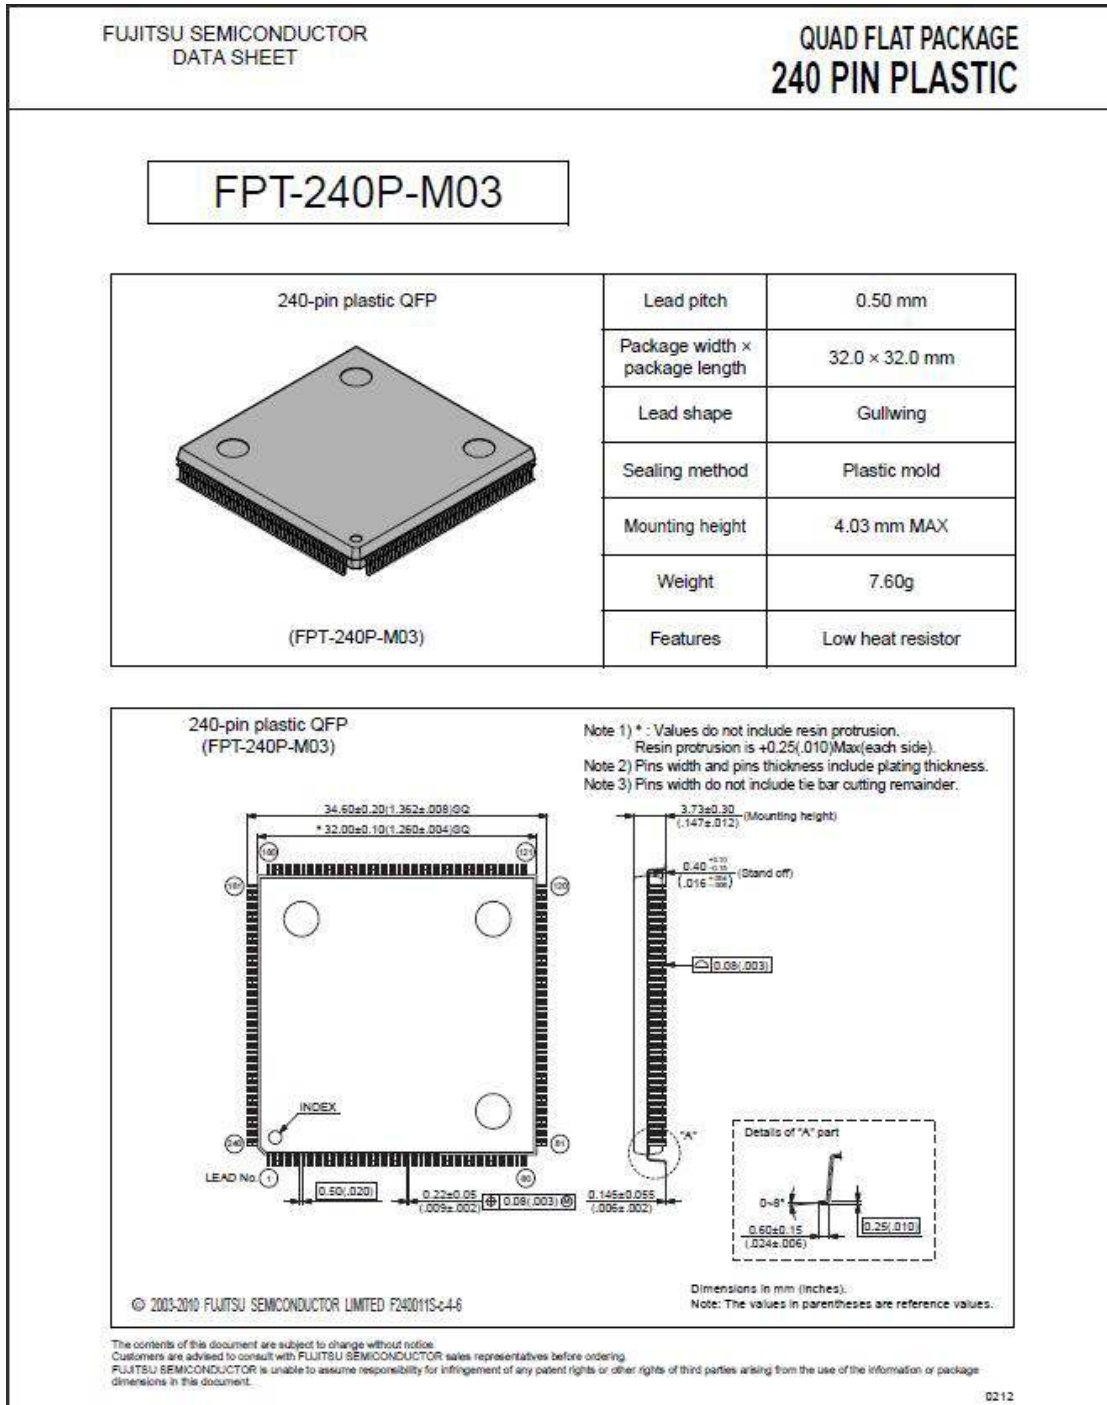 FUJITSU SEMICONDUCTOR
DATA SHEET
QUAD FLAT PACKAGE
240 PIN PLASTIC
FPT-240P-M03
240-pin plastic QFP
(FPT-240P-M03)
Lead pitch 0.50 mm
Package width ×
package length
32.0 × 32.0 mm
Lead shape Gullwing
Sealing method Plastic mold
Mounting height 4.03 mm MAX
Weight 7.60g
Features Low heat resistor
240-pin plastic QFP
(FPT-240P-M03)
Note 1) * : Values do not include resin protrusion.
Resin protrusion is +0.25(.010)Max(each side).
Note 2) Pins width and pins thickness include plating thickness.
Note 3) Pins width do not include tie bar cutting remainder.
34.60±0.20(1.362±.008)SQ
* 32.00±0.10(1.260±.004)SQ
3.73±0.30
(.147±.012)
(Mounting height)
180
121
0.40
(.016
(Stand off)
181
120
0.08(.003)
INDEX
240
81
"A"
Details of "A" part
LEAD No. 1
80
0.50(.020)
0.22±0.05
(.009±.002)
0.08(.003) M
0.145±0.055
(.006±.002)
0~8°
0.60±0.15
(.024±.006)
0.25(.010)
Dimensions in mm (inches).
Note: The values in parentheses are reference values.
© 2003-2010 FUJITSU SEMICONDUCTOR LIMITED F240011S-c-4-6
The contents of this document are subject to change without notice.
Customers are advised to consult with FUJITSU SEMICONDUCTOR sales representatives before ordering.
FUJITSU SEMICONDUCTOR is unable to assume responsibility for infringement of any patent rights or other rights of third parties arising from the use of the information or package
dimensions in this document.
0212